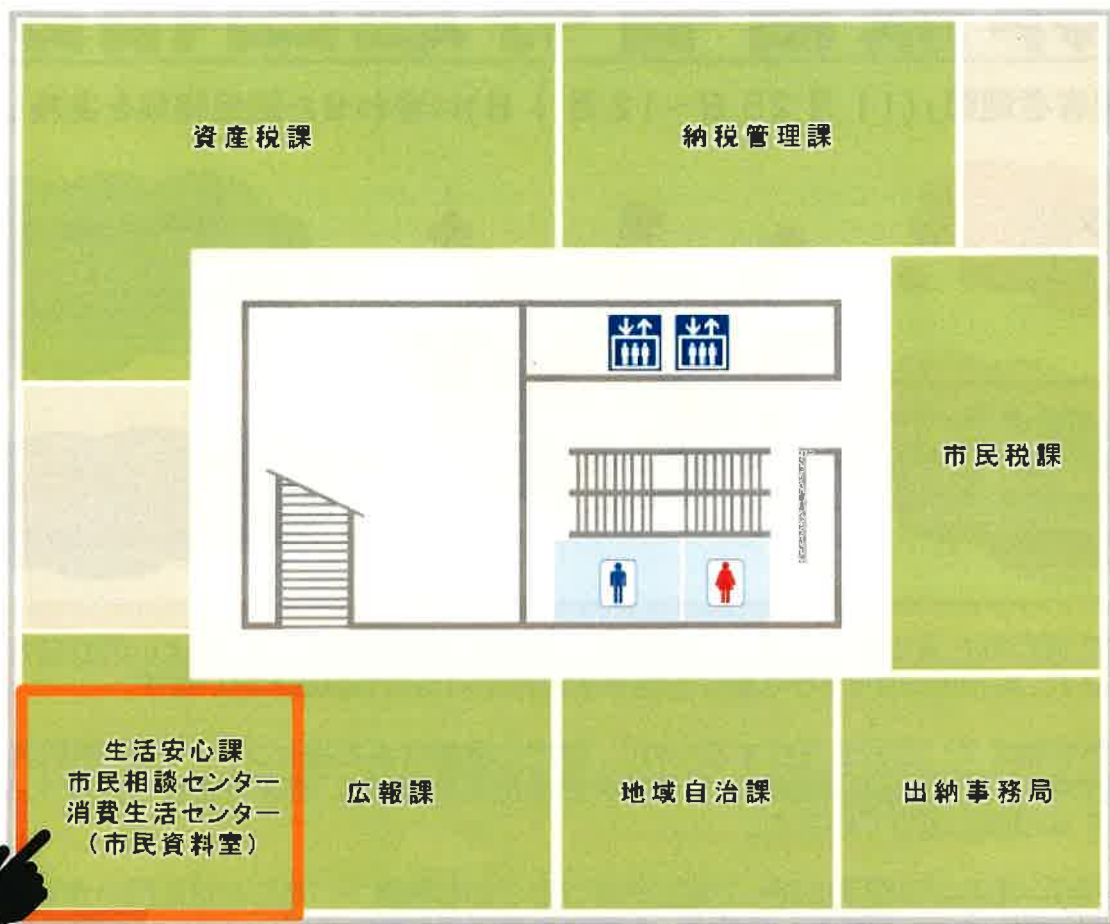 資産税課
納税管理課
市民税課
生活安心課
市民相談センター
消費生活センター
(市民資料室)
広報課
地域自治課
出納事務局